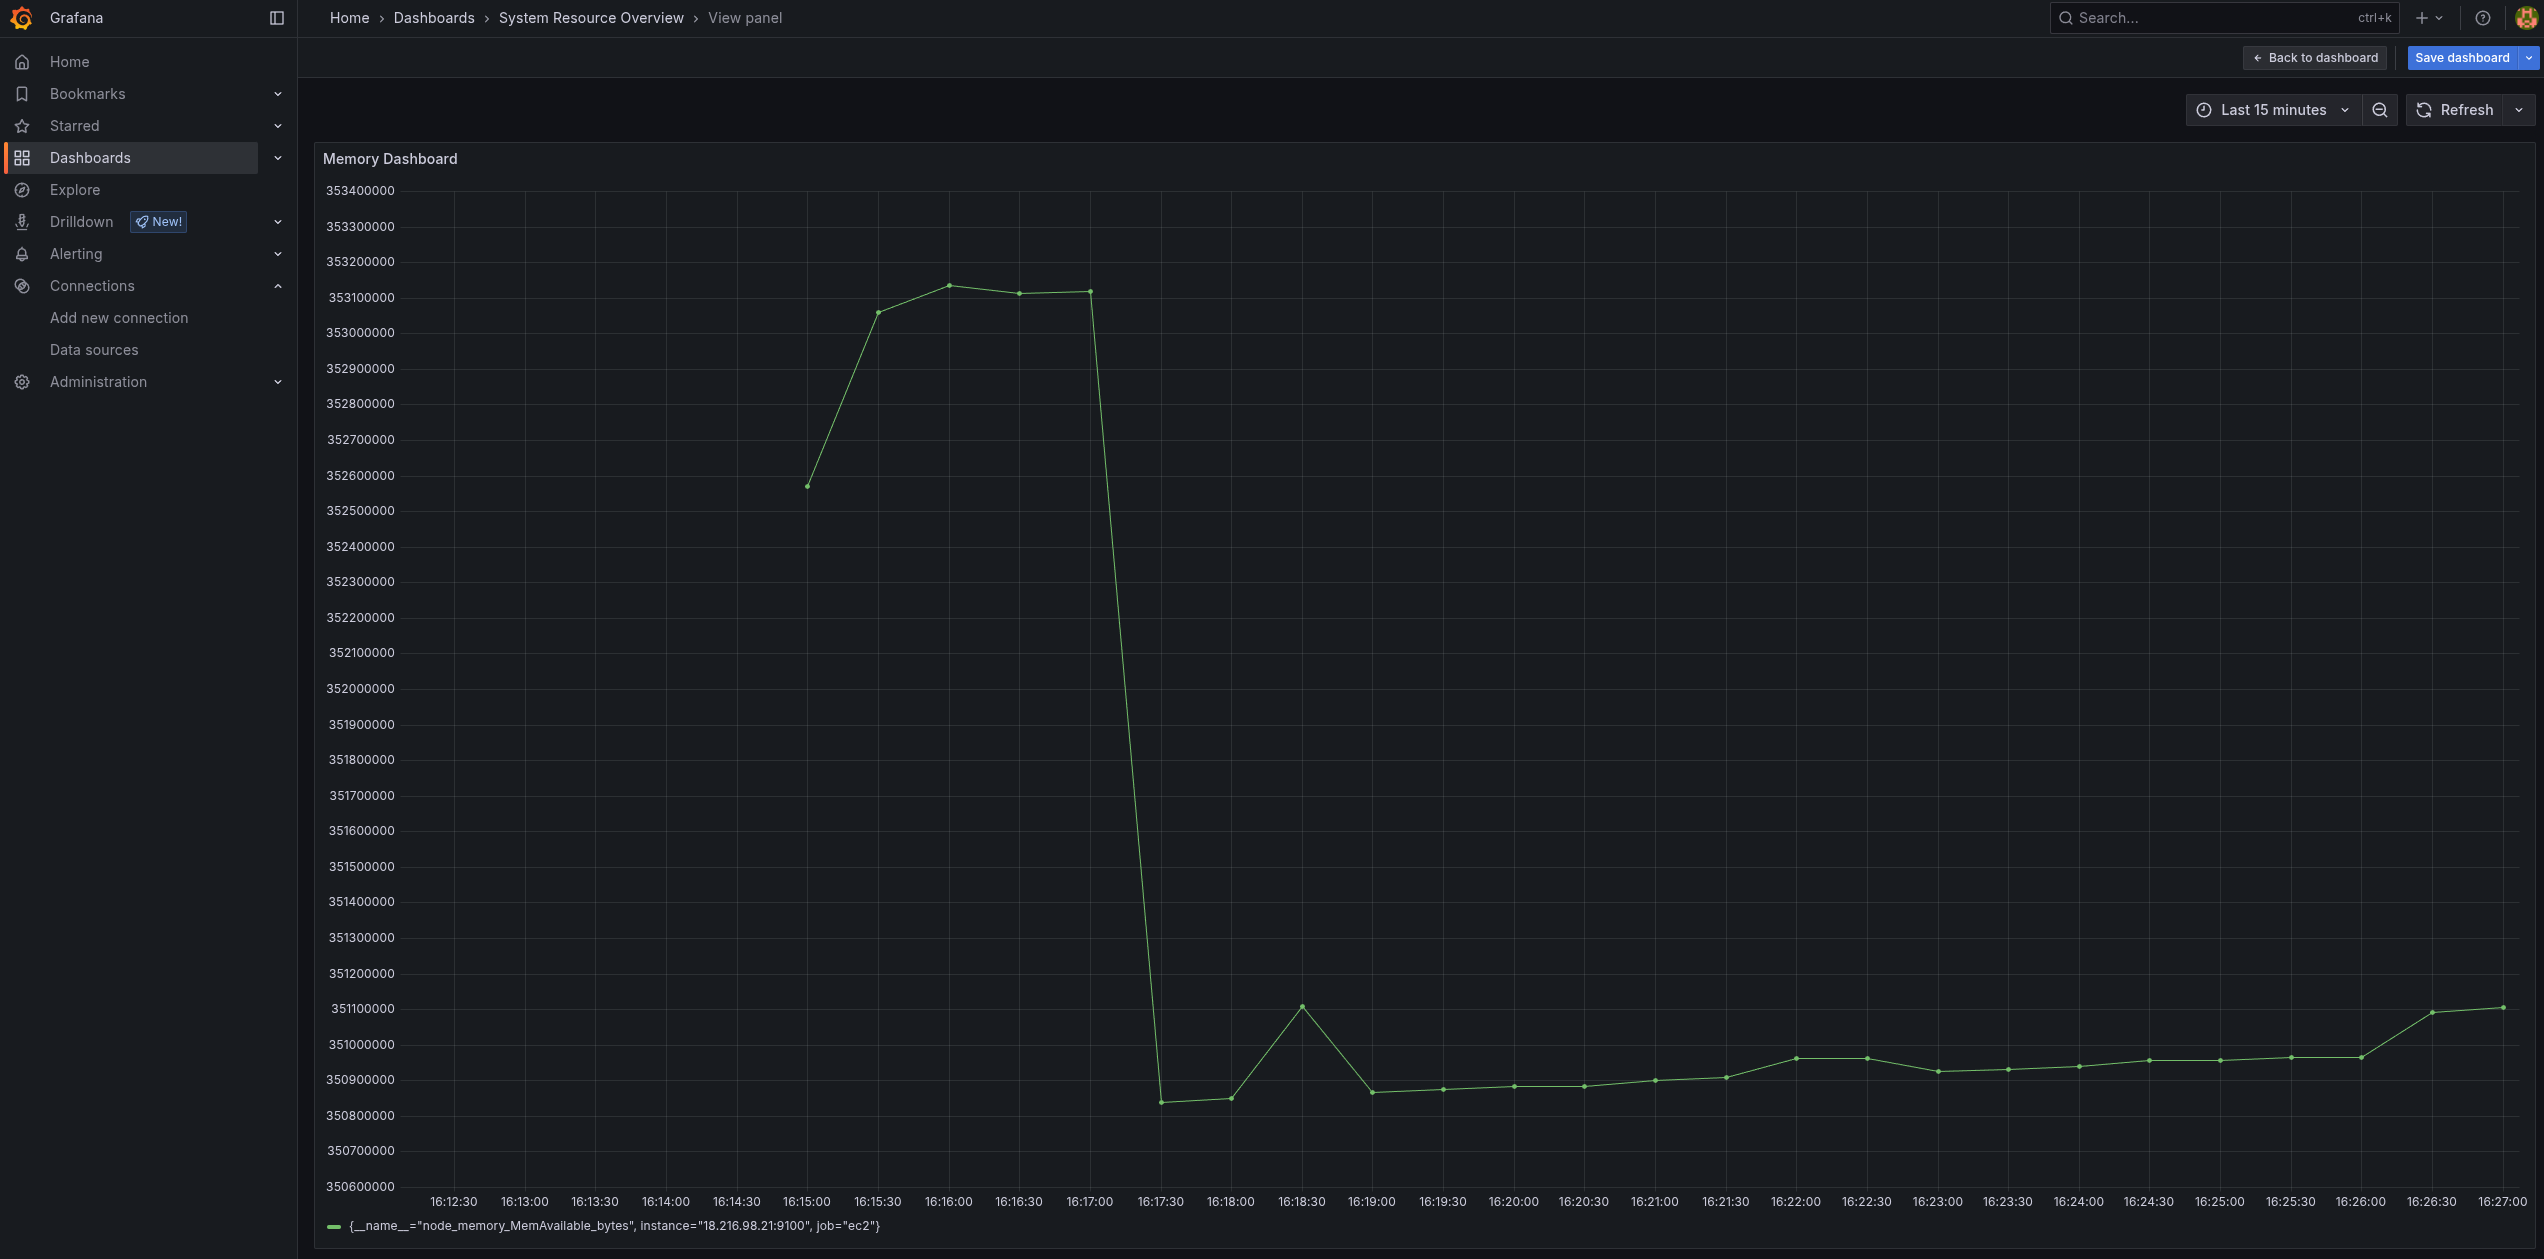 Grafana
Home › Dashboards › System Resource Overview › View panel
Search... ctrl+k
Back to dashboard
Save dashboard
Home
Bookmarks
Starred
Dashboards
Explore
Drilldown New!
Alerting
Connections
Add new connection
Data sources
Administration
Last 15 minutes
Refresh
Memory Dashboard
353400000
353300000
353200000
353100000
353000000
352900000
352800000
352700000
352600000
352500000
352400000
352300000
352200000
352100000
352000000
351900000
351800000
351700000
351600000
351500000
351400000
351300000
351200000
351100000
351000000
350900000
350800000
350700000
350600000
16:12:30 16:13:00 16:13:30 16:14:00 16:14:30 16:15:00 16:15:30 16:16:00 16:16:30 16:17:00 16:17:30 16:18:00 16:18:30 16:19:00 16:19:30 16:20:00 16:20:30 16:21:00 16:21:30 16:22:00 16:22:30 16:23:00 16:23:30 16:24:00 16:24:30 16:25:00 16:25:30 16:26:00 16:26:30 16:27:00
{__name__="node_memory_MemAvailable_bytes", instance="18.216.98.21:9100", job="ec2"}